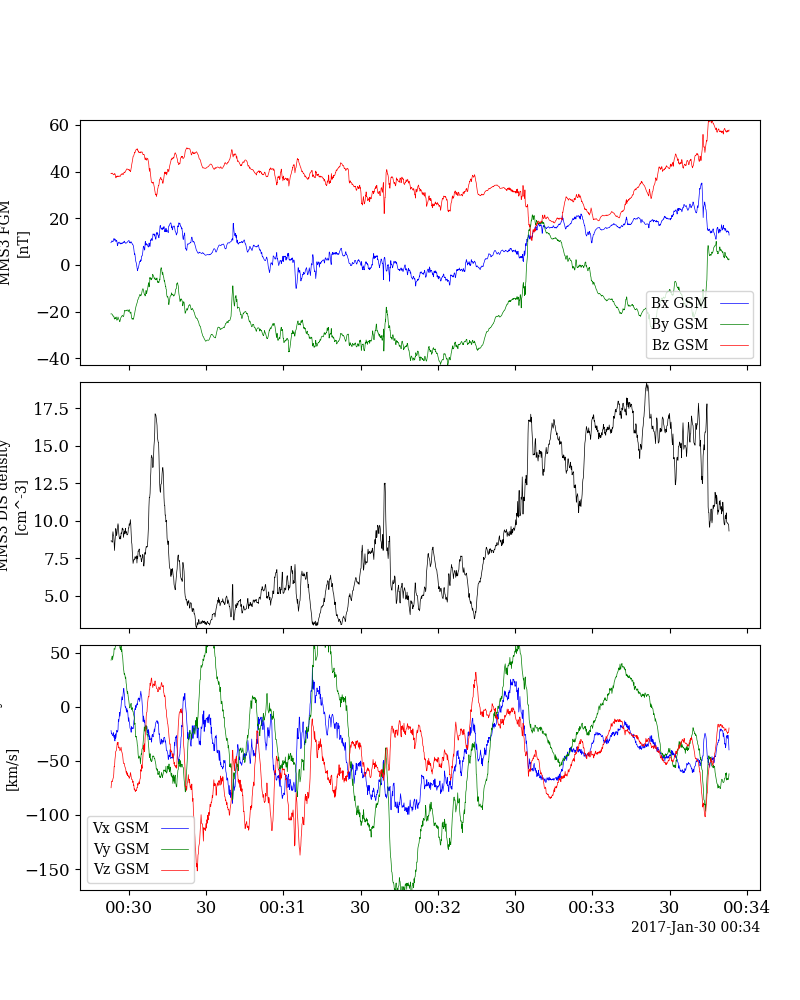 60
40
20
0
−20
−40
MMS3 FGM
[nT]
Bx GSM
By GSM
Bz GSM
17.5
15.0
12.5
10.0
7.5
5.0
MMS3 DIS density
[cm^-3]
50
0
−50
−100
−150
[km/s]
Vx GSM
Vy GSM
Vz GSM
00:30 30 00:31 30 00:32 30 00:33 30 00:34
2017-Jan-30 00:34